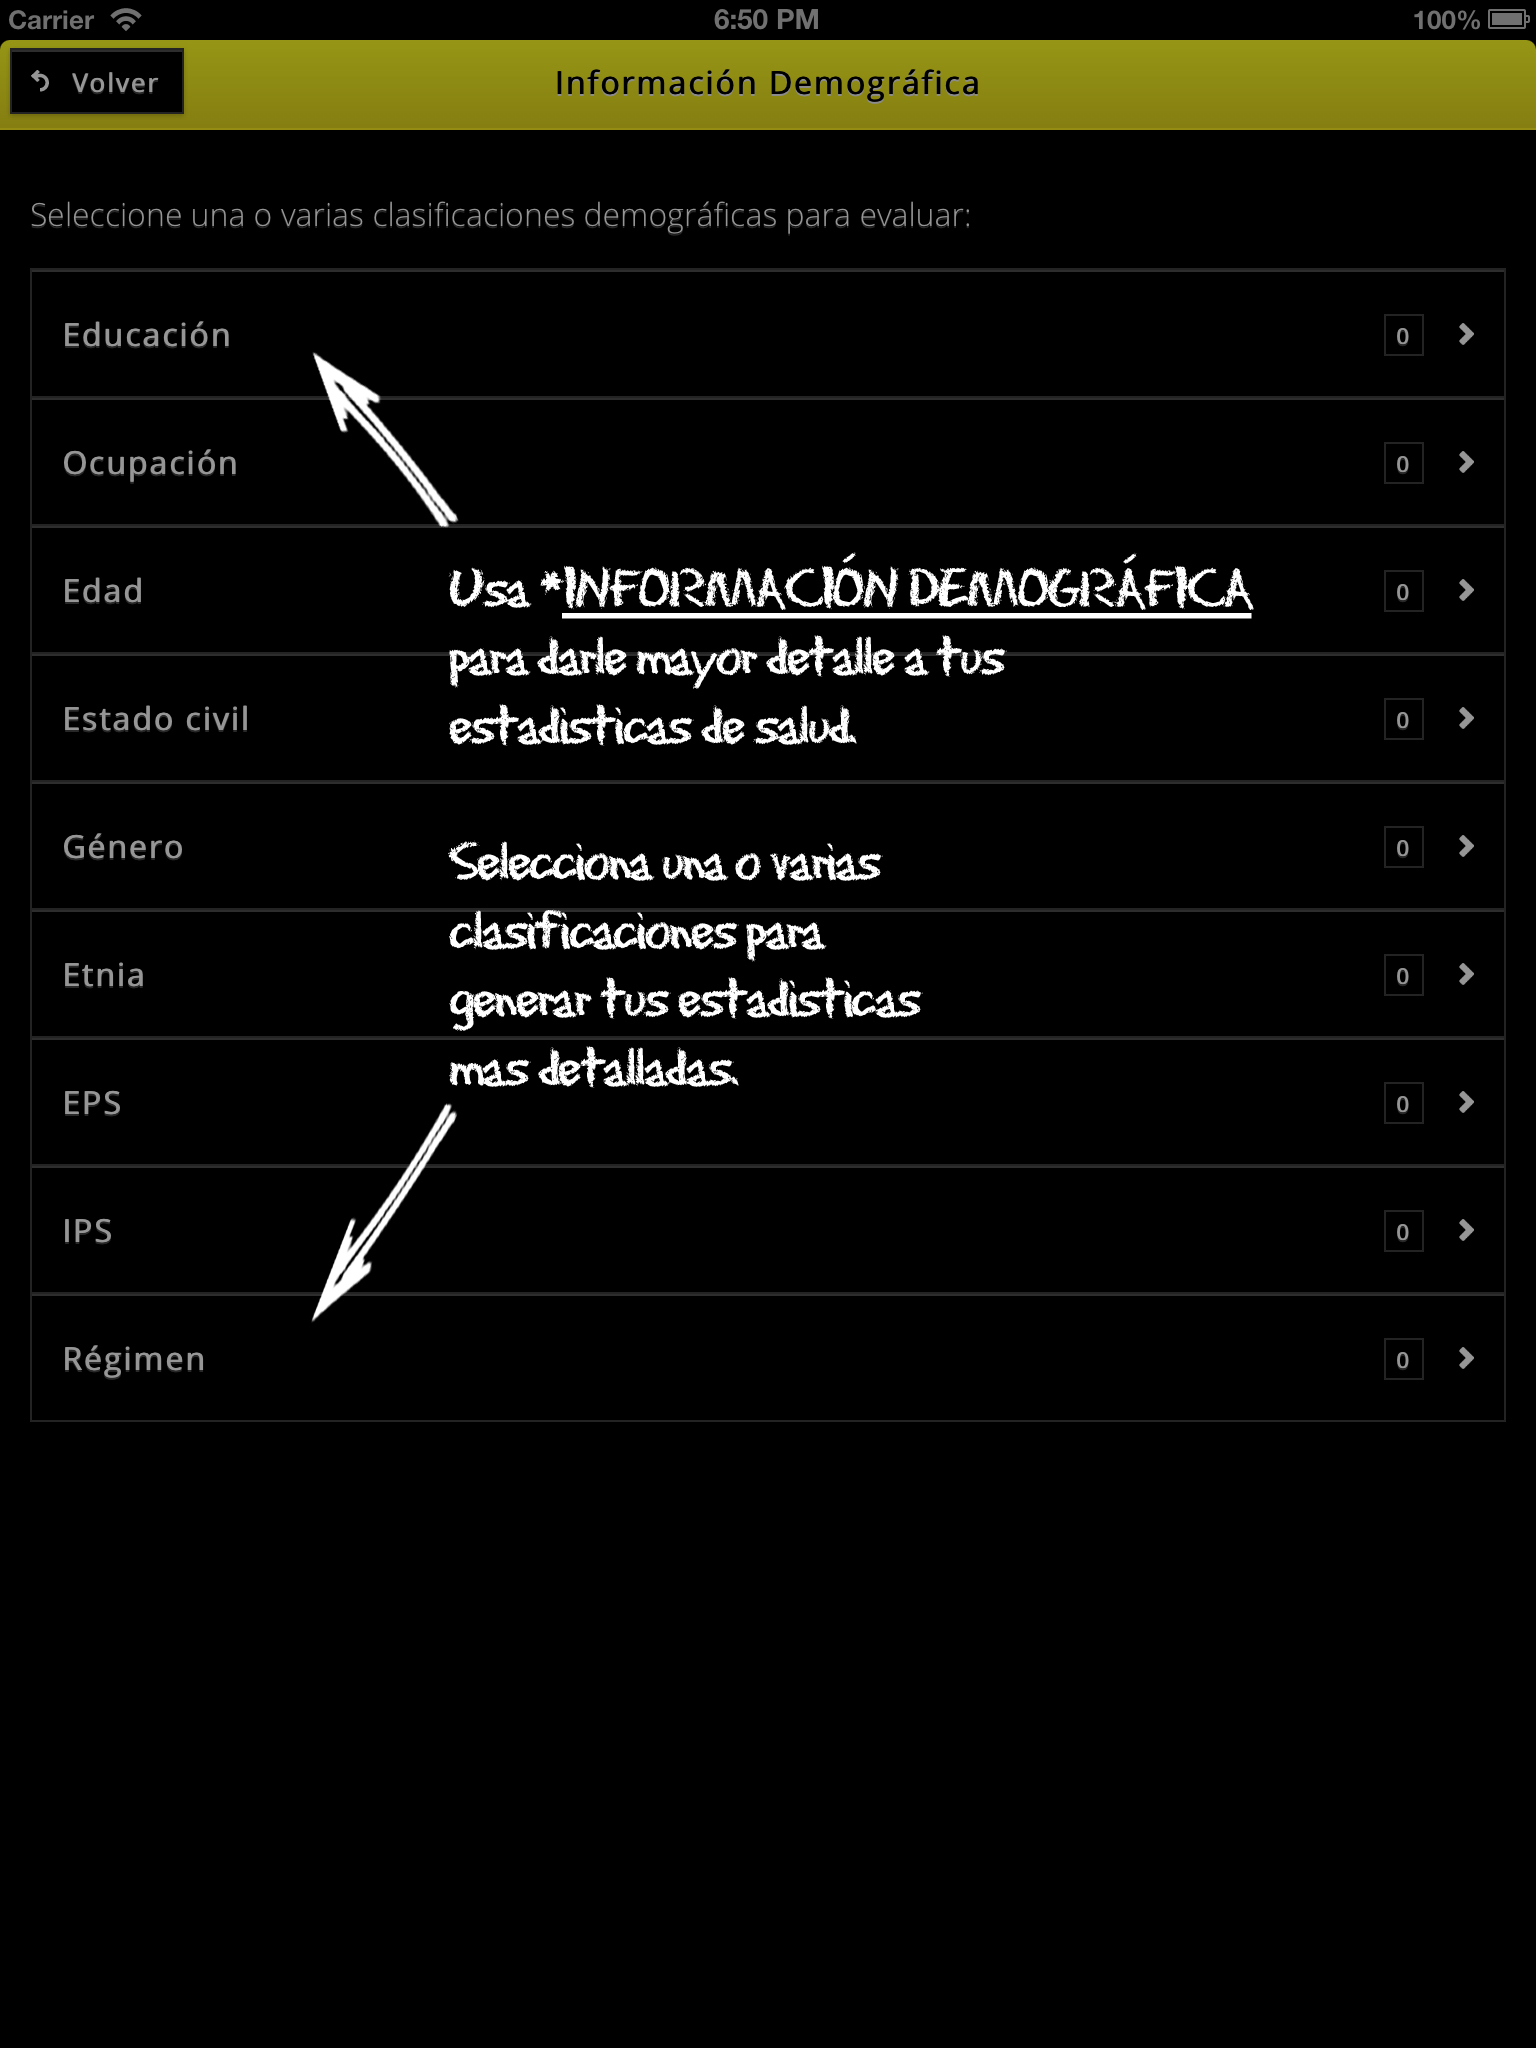 Carrier 6:50 PM 100%
Volver
Información Demográfica
Seleccione una o varias clasificaciones demográficas para evaluar:
Educación 0
Ocupación 0
Edad 0
Estado civil 0
Género 0
Etnia 0
EPS 0
IPS 0
Régimen 0
Usa *INFORMACIÓN DEMOGRÁFICA
para darle mayor detalle a tus
estadisticas de salud.
Selecciona una o varias
clasificaciones para
generar tus estadisticas
mas detalladas.